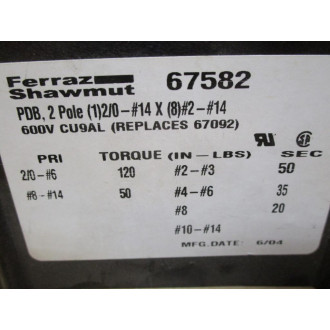 Ferraz Shawmut 67582
PDB, 2 Pole (1)2/0-#14 X (8)#2-#14
600V CU9AL (REPLACES 67092)
PRI TORQUE (IN-LBS) SEC
2/0-#6 120 #2-#3 50
#8-#14 50 #4-#6 35
#8 20
#10-#14
MFG.DATE: 6/04